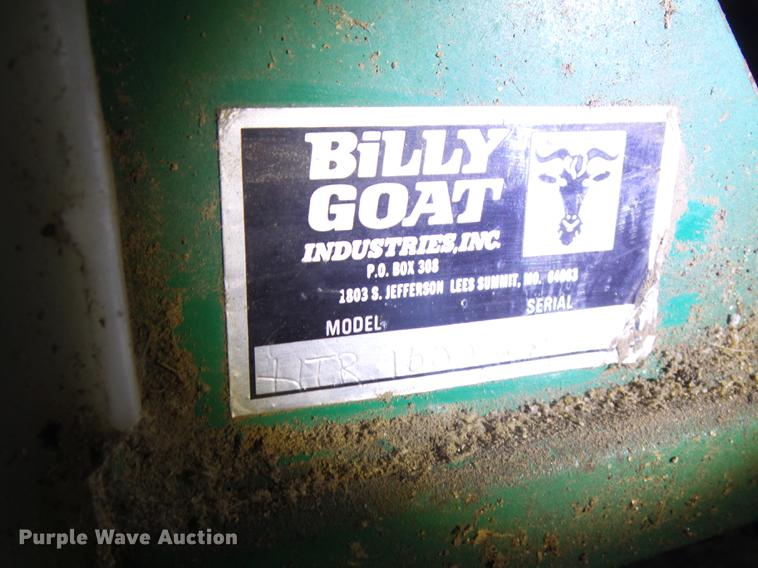 BiLLY
GOAT
INDUSTRIES, INC.
P.O. BOX 308
1803 S. JEFFERSON LEES SUMMIT, MO. 64063
MODEL SERIAL
Purple Wave Auction